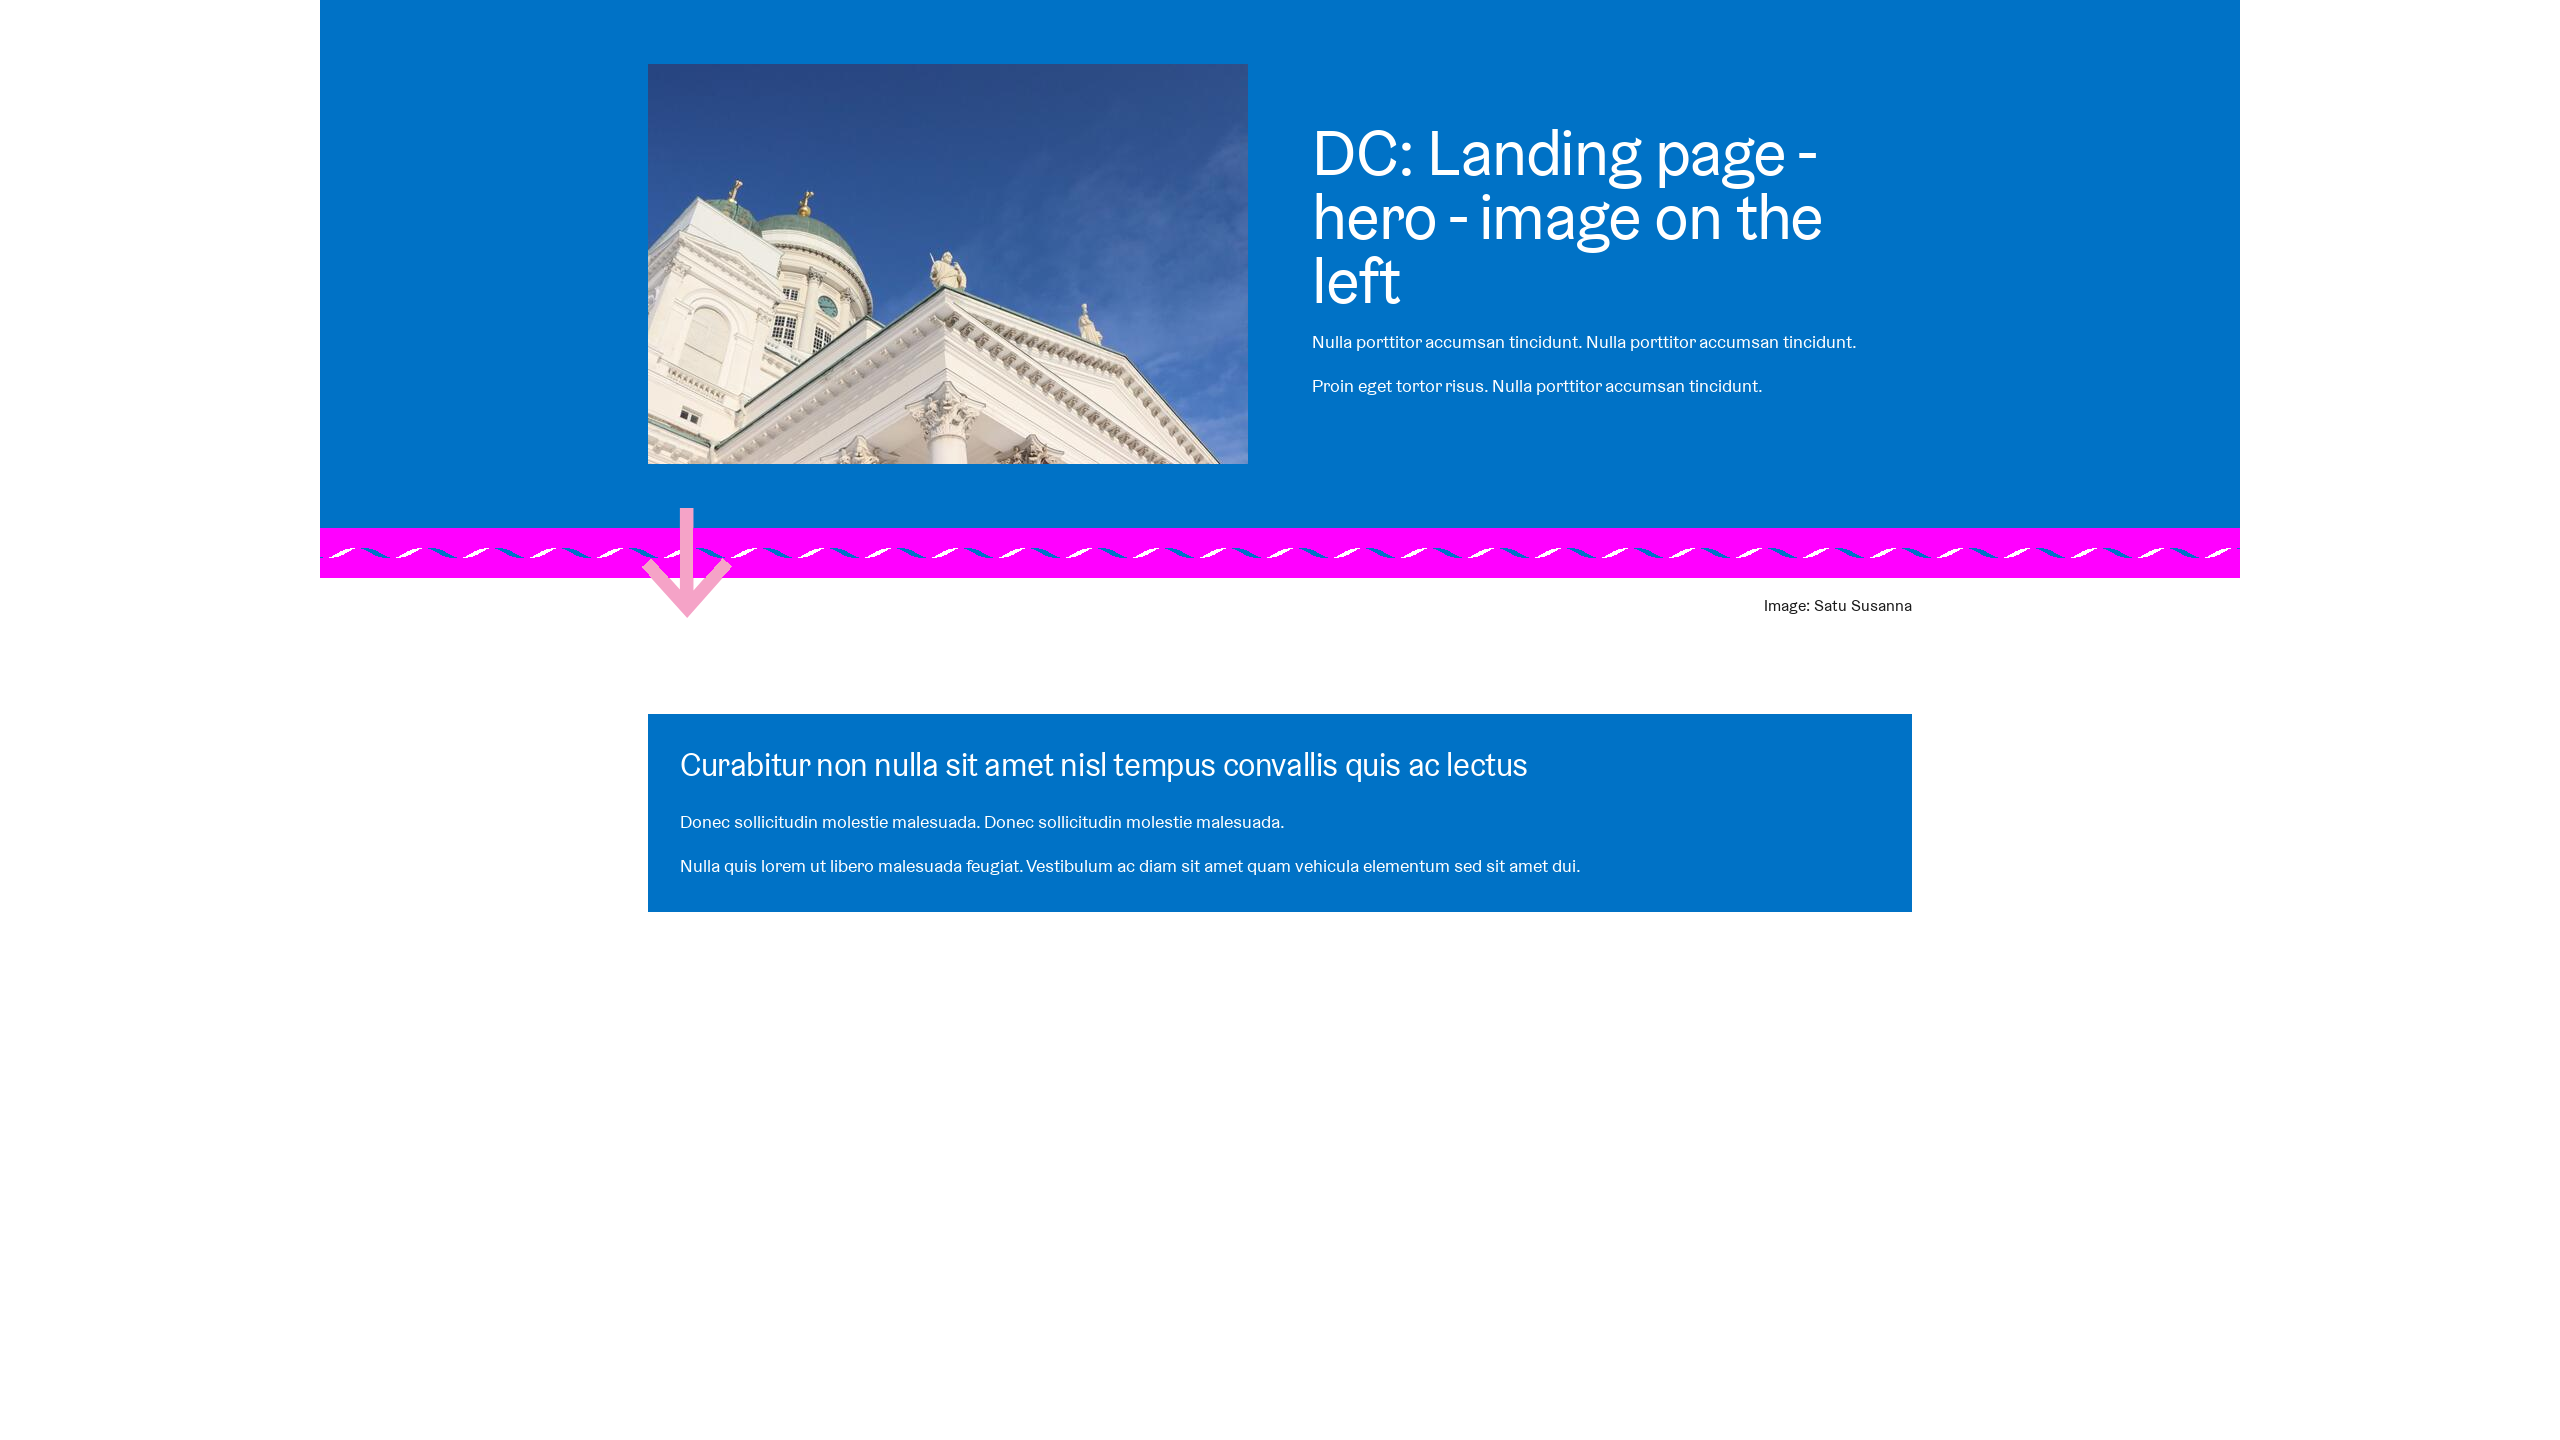 DC: Landing page -
hero - image on the
left
Nulla porttitor accumsan tincidunt. Nulla porttitor accumsan tincidunt.
Proin eget tortor risus. Nulla porttitor accumsan tincidunt.
Image: Satu Susanna
Curabitur non nulla sit amet nisl tempus convallis quis ac lectus
Donec sollicitudin molestie malesuada. Donec sollicitudin molestie malesuada.
Nulla quis lorem ut libero malesuada feugiat. Vestibulum ac diam sit amet quam vehicula elementum sed sit amet dui.